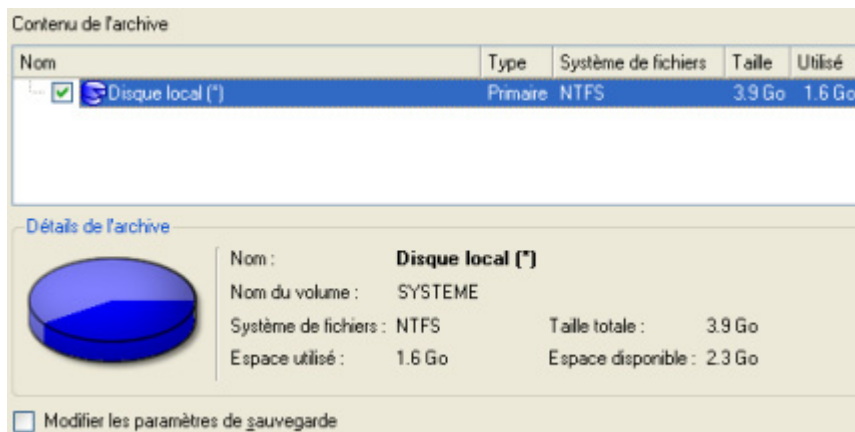 Contenu de l'archive
Nom Type Système de fichiers Taille Utilisé
Disque local (*) Primaire NTFS 3.9 Go 1.6 Go
Détails de l'archive
Nom : Disque local (*)
Nom du volume : SYSTEME
Système de fichiers : NTFS Taille totale : 3.9 Go
Espace utilisé : 1.6 Go Espace disponible : 2.3 Go
Modifier les paramètres de sauvegarde